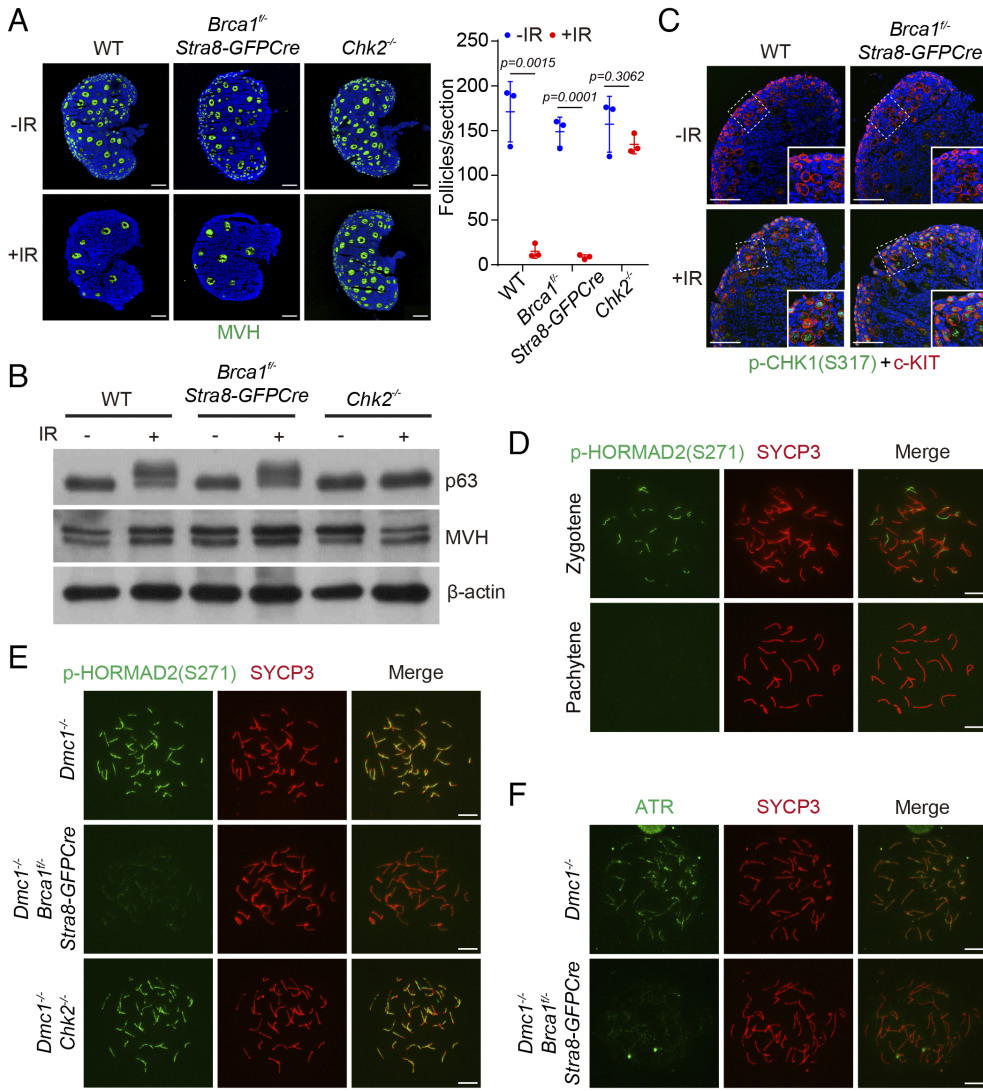 A
WT
Brca1f/-
Stra8-GFPCre
Chk2-/-
-IR
+IR
MVH
-IR +IR
Follicles/section
250
200
150
100
50
0
p=0.0015
p=0.0001
p=0.3062
WT
Brca1f/-
Stra8-GFPCre
Chk2-/-
C
WT
Brca1f/-
Stra8-GFPCre
-IR
+IR
p-CHK1(S317)+c-KIT
B
WT
Brca1f/-
Stra8-GFPCre
Chk2-/-
IR - + - + - +
p63
MVH
β-actin
D
p-HORMAD2(S271) SYCP3 Merge
Zygotene
Pachytene
E
p-HORMAD2(S271) SYCP3 Merge
Dmc1-/-
Dmc1-/-
Brca1f/-
Stra8-GFPCre
Dmc1-/-
Chk2-/-
F
ATR SYCP3 Merge
Dmc1-/-
Dmc1-/-
Brca1f/-
Stra8-GFPCre